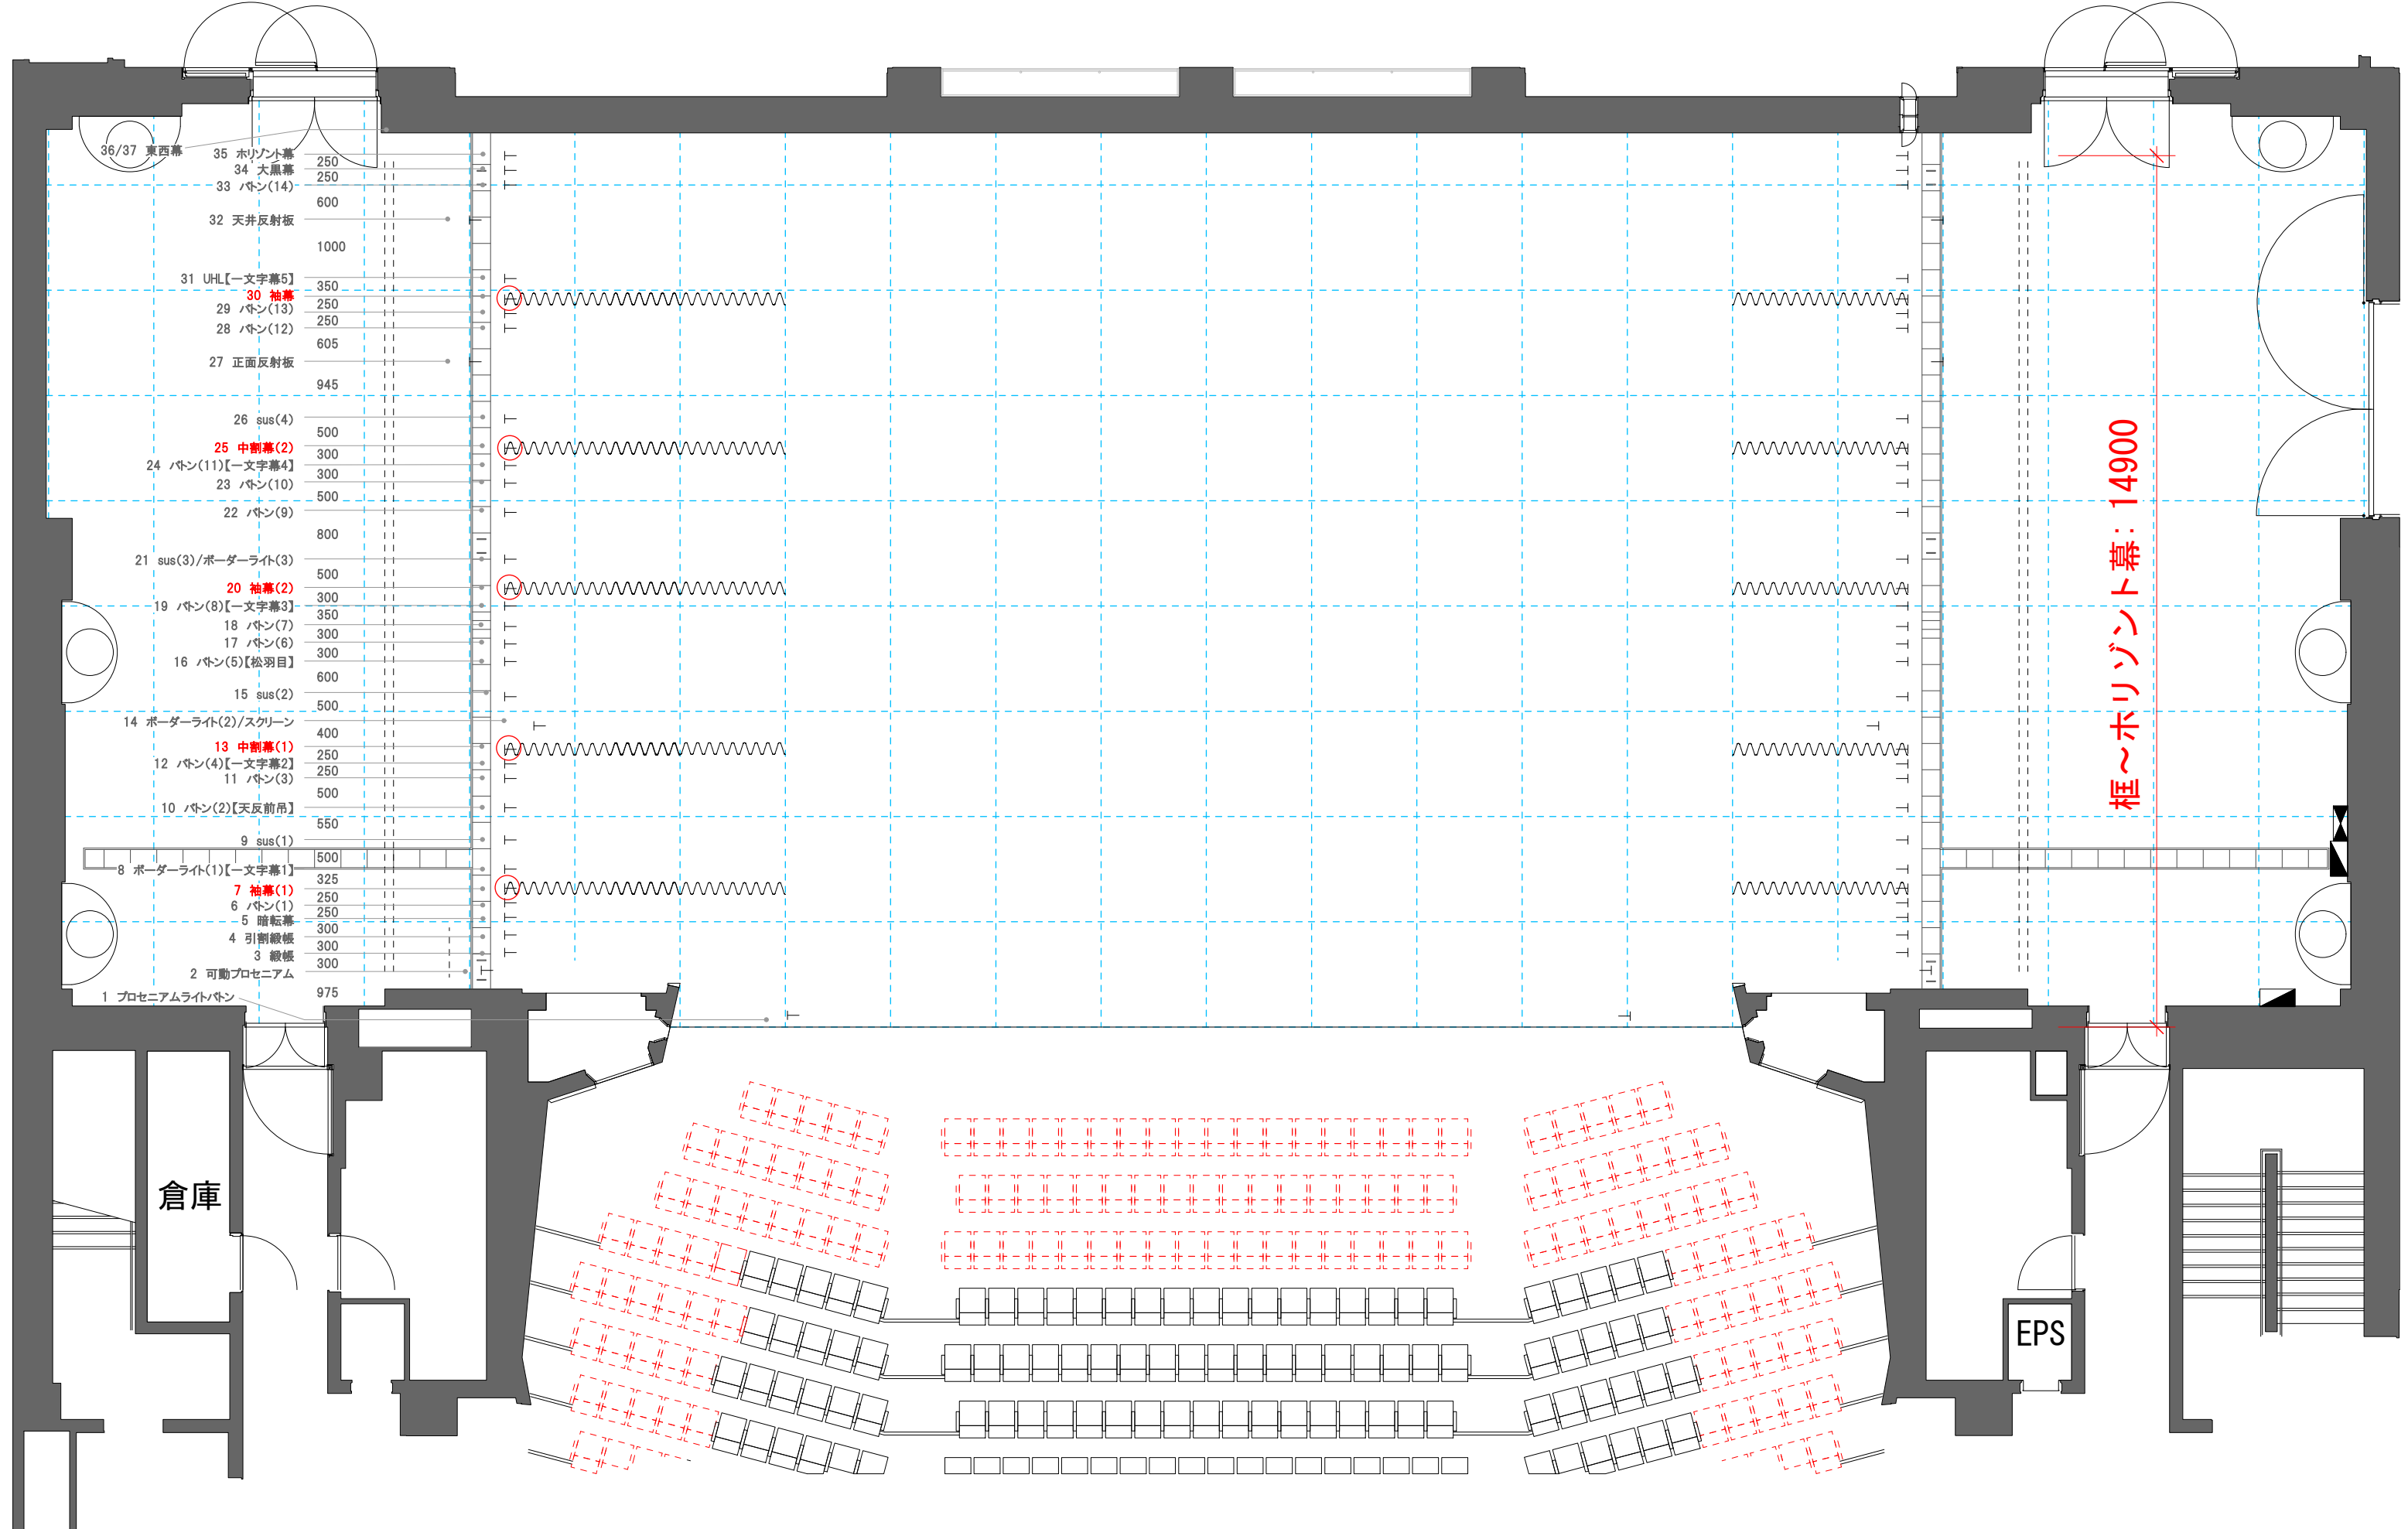 36/37 東西幕
35 ホリゾント幕
250
34 大黒幕
250
33 バトン(14)
600
32 天井反射板
1000
31 UHL【一文字幕5】
350
30 袖幕
250
29 バトン(13)
250
28 バトン(12)
605
27 正面反射板
945
26 sus(4)
500
25 中割幕(2)
300
24 バトン(11)【一文字幕4】
300
23 バトン(10)
500
22 バトン(9)
800
21 sus(3)/ボーダーライト(3)
500
20 袖幕(2)
300
19 バトン(8)【一文字幕3】
350
18 バトン(7)
300
17 バトン(6)
300
16 バトン(5)【松羽目】
600
15 sus(2)
500
14 ボーダーライト(2)/スクリーン
400
13 中割幕(1)
250
12 バトン(4)【一文字幕2】
250
11 バトン(3)
500
10 バトン(2)【天反前吊】
550
9 sus(1)
500
8 ボーダーライト(1)【一文字幕1】
325
7 袖幕(1)
250
6 バトン(1)
250
5 暗転幕
300
4 引割緞帳
300
3 緞帳
300
2 可動プロセニアム
975
1 プロセニアムライトバトン
框~ホリゾント幕: 14900
倉庫
EPS